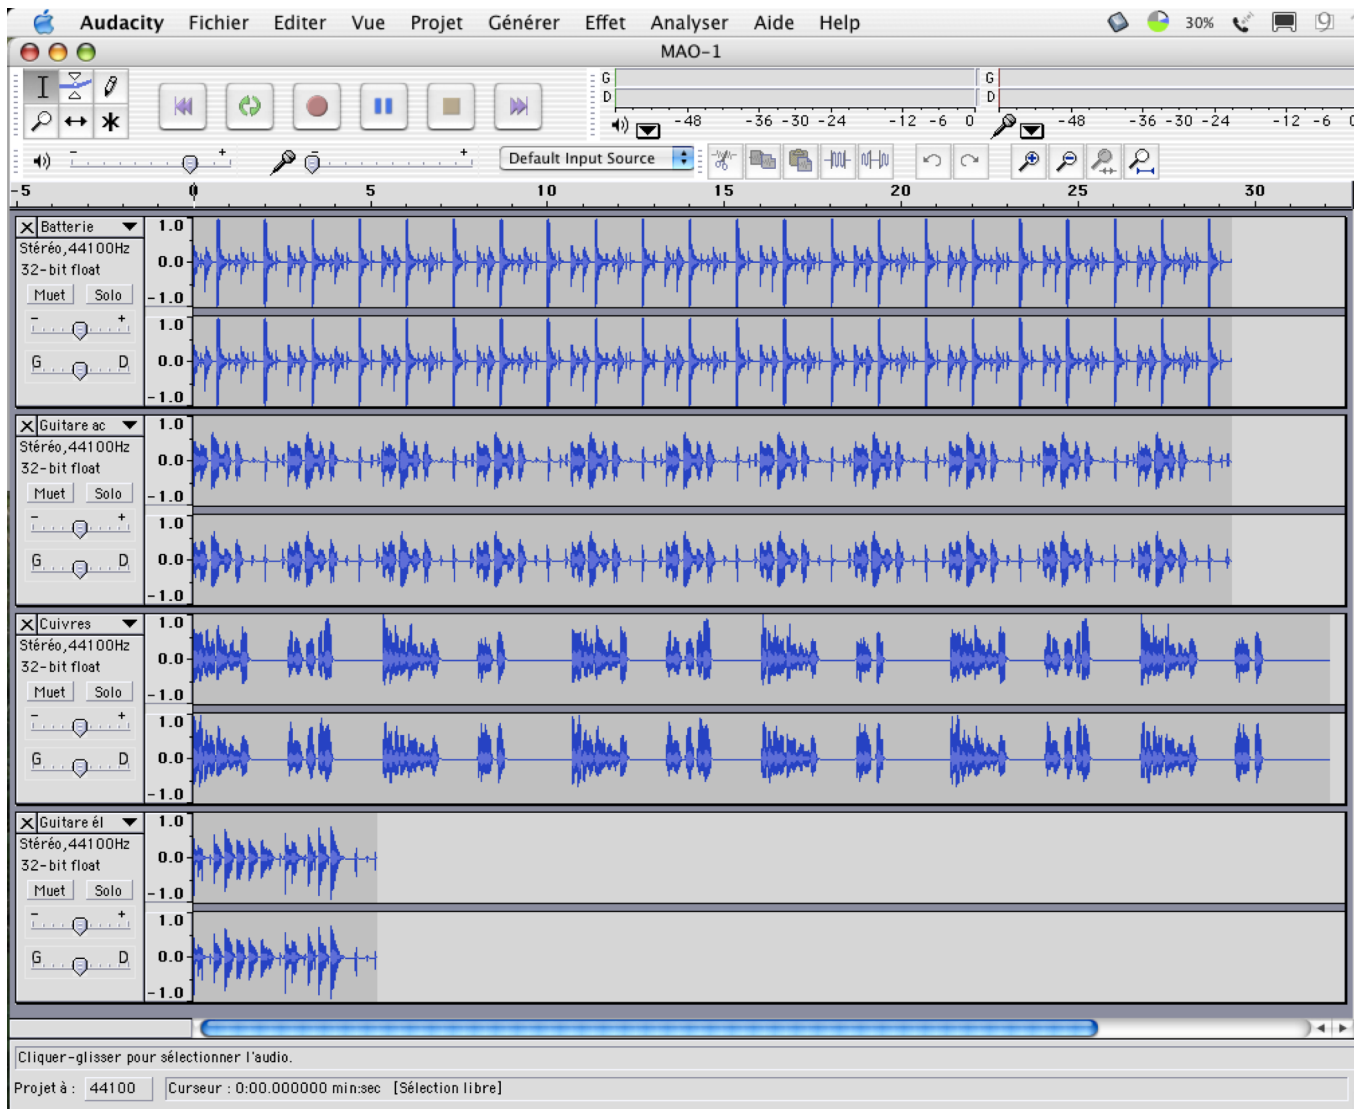 Audacity Fichier Editer Vue Projet Générer Effet Analyser Aide Help 30%
MAO-1
G G
D D
-48 -36 -30 -24 -12 -6 0 -48 -36 -30 -24 -12 -6 0
- + - + Default Input Source
-5 0 5 10 15 20 25 30
Batterie 1.0
Stéréo,44100Hz
32-bit float 0.0
Muet Solo -1.0
- + 1.0
G D 0.0
-1.0
Guitare ac 1.0
Stéréo,44100Hz
32-bit float 0.0
Muet Solo -1.0
- + 1.0
G D 0.0
-1.0
Cuivres 1.0
Stéréo,44100Hz
32-bit float 0.0
Muet Solo -1.0
- + 1.0
G D 0.0
-1.0
Guitare él 1.0
Stéréo,44100Hz
32-bit float 0.0
Muet Solo -1.0
- + 1.0
G D 0.0
-1.0
Cliquer-glisser pour sélectionner l'audio.
Projet à : 44100 Curseur : 0:00.000000 min:sec [Sélection libre]